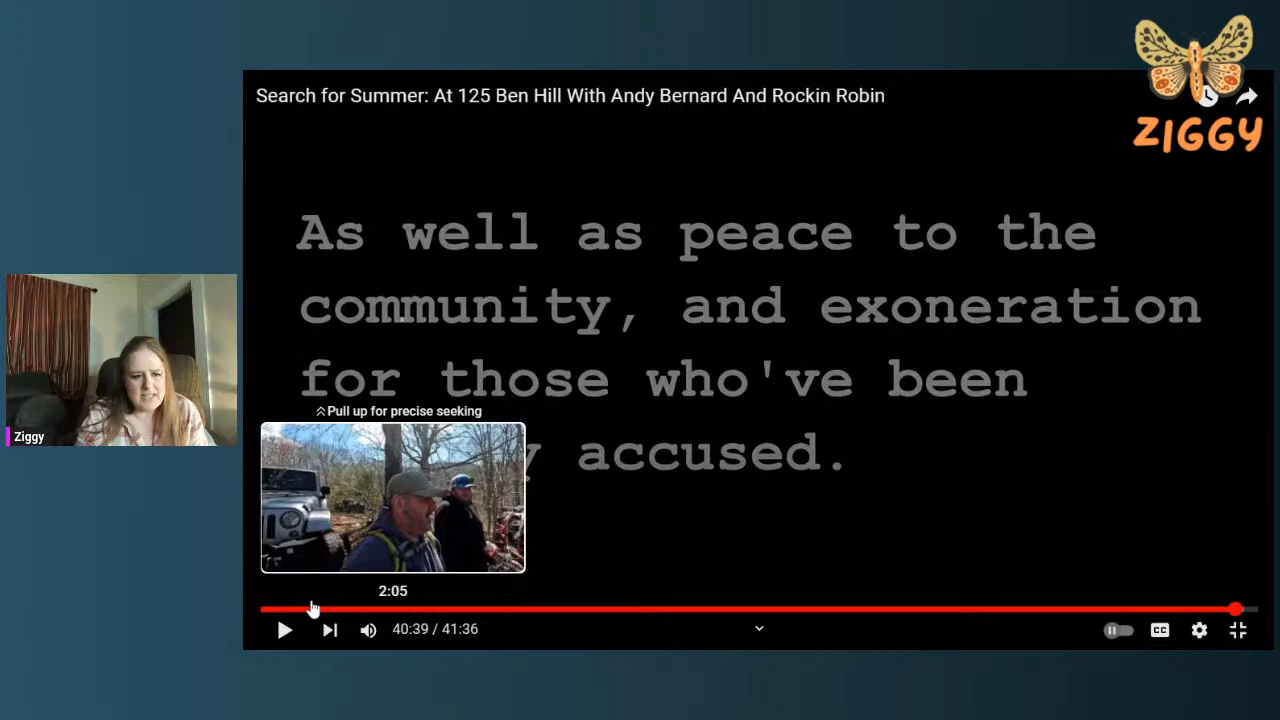 Search for Summer: At 125 Ben Hill With Andy Bernard And Rockin Robin
ZIGGY
As well as peace to the
community, and exoneration
for those who've been
accused.
Pull up for precise seeking
2:05
40:39 / 41:36
CC
Ziggy